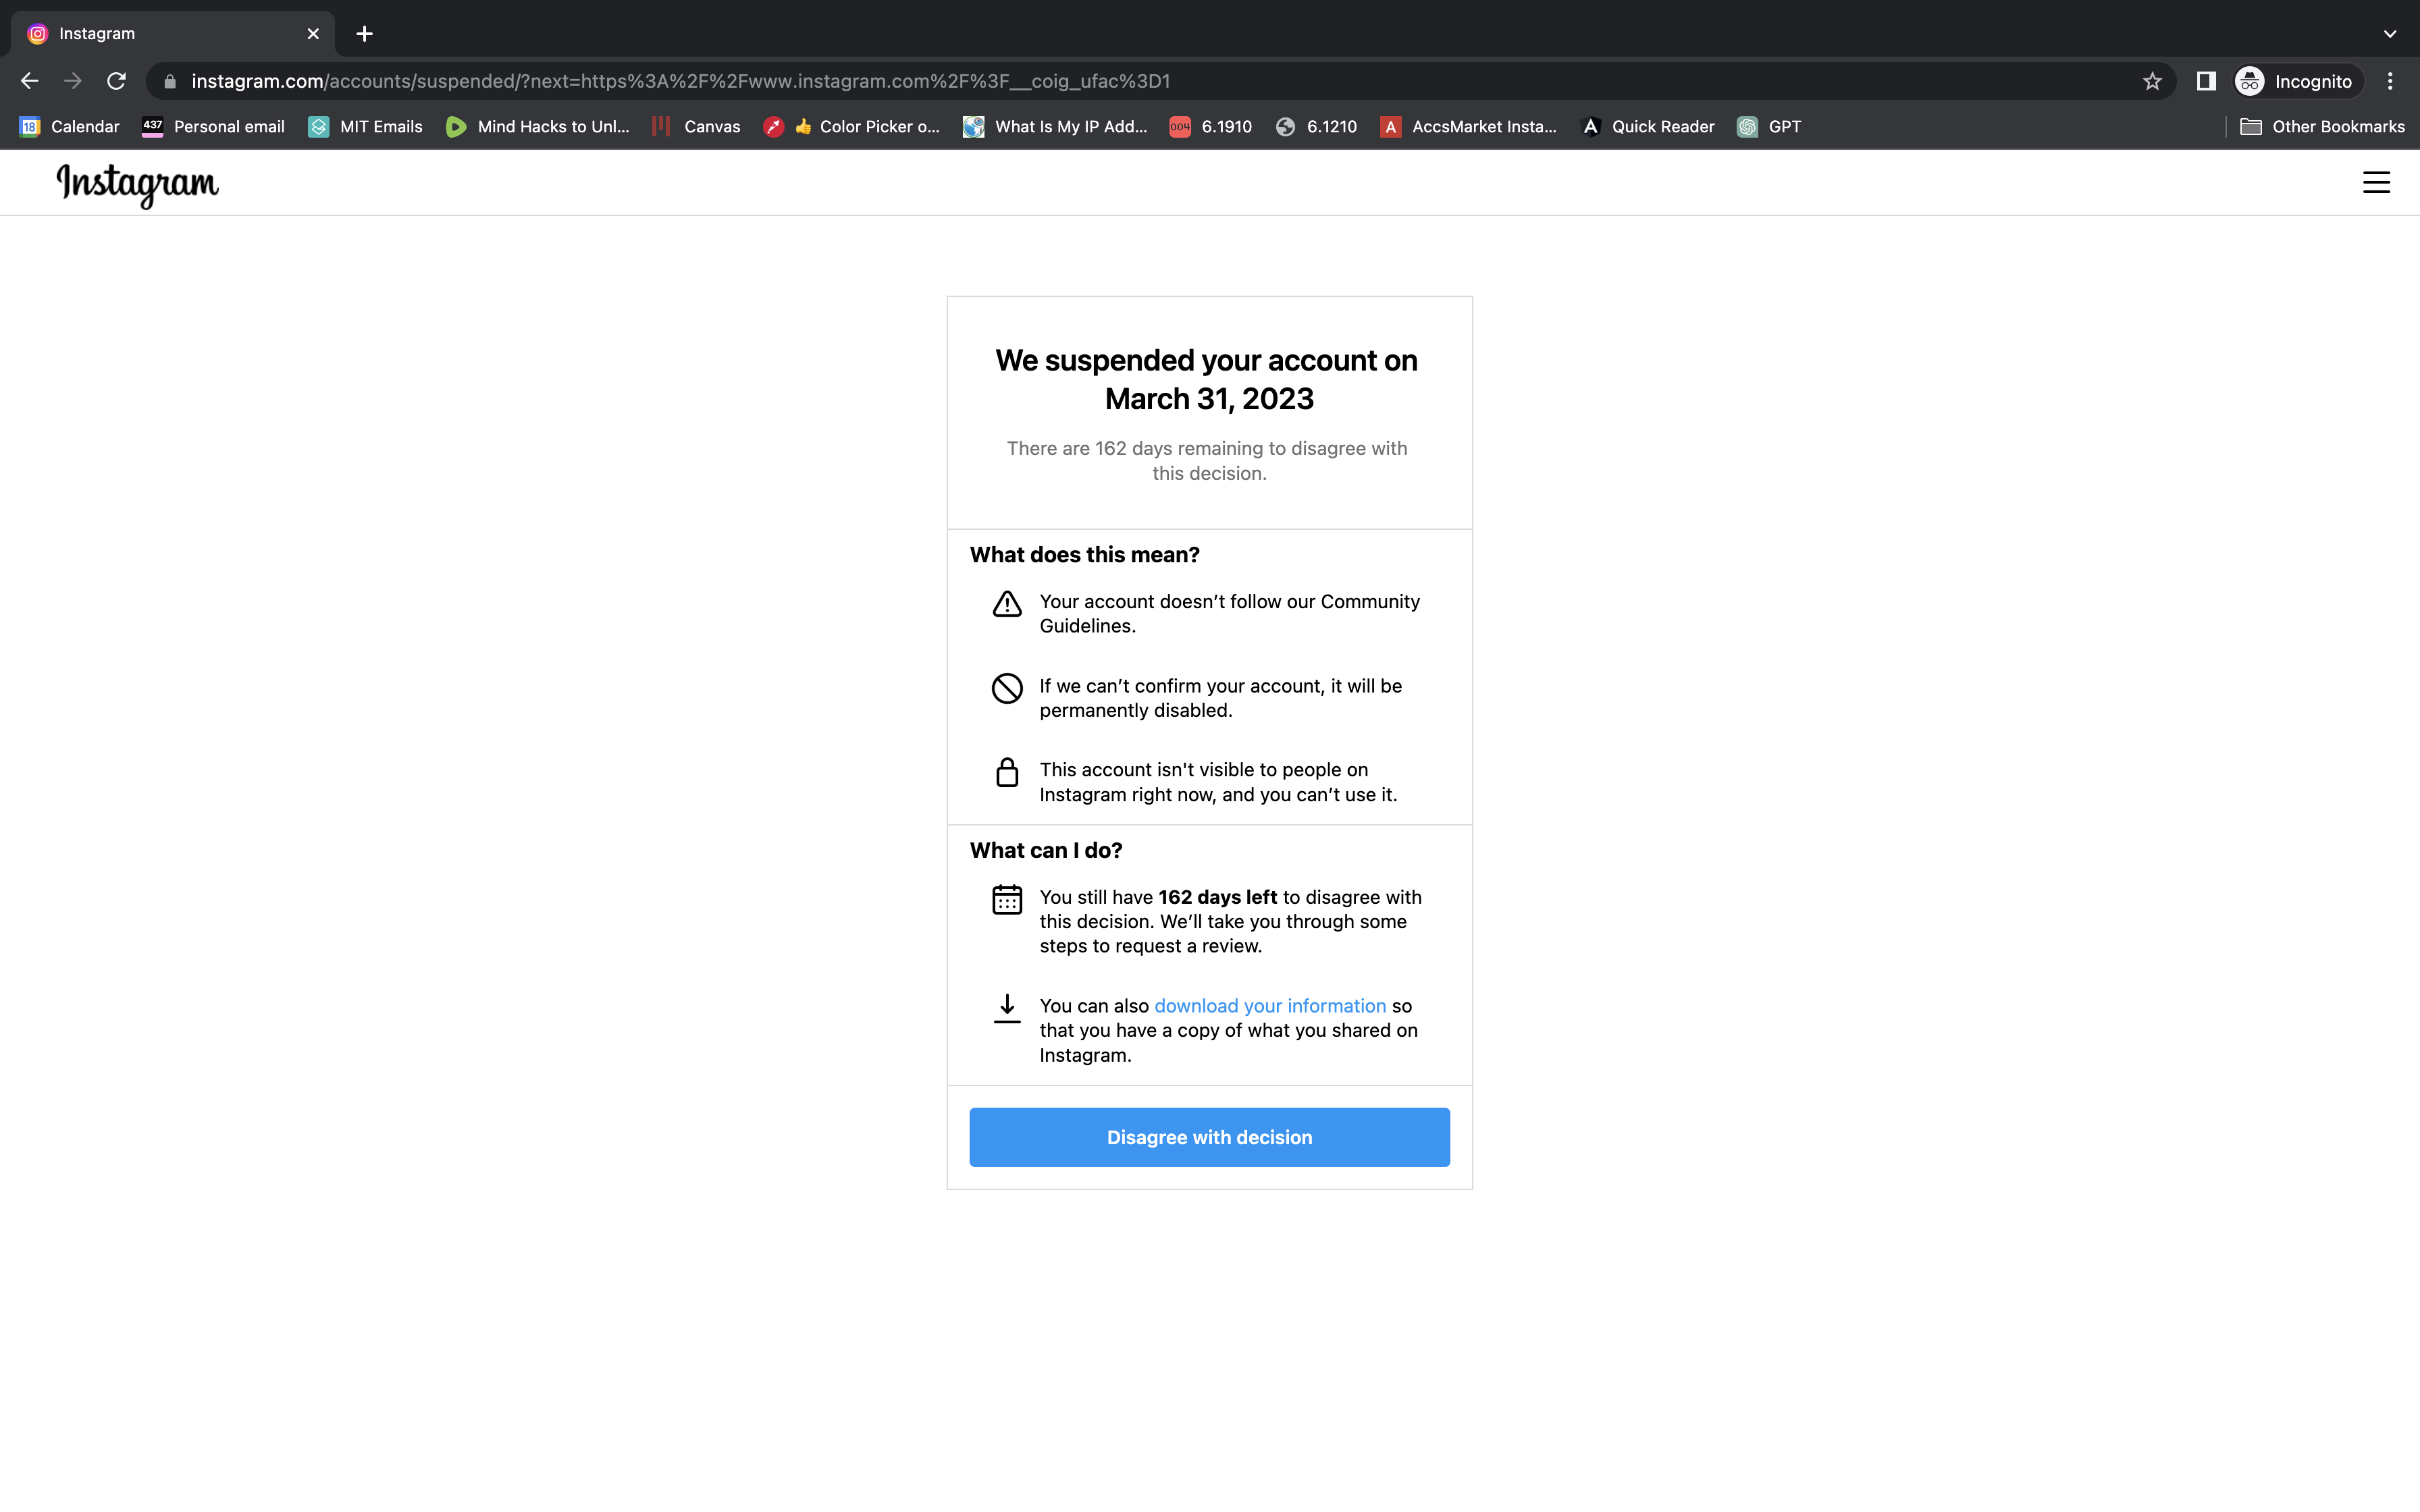 Instagram
instagram.com/accounts/suspended/?next=https%3A%2F%2Fwww.instagram.com%2F%3F__coig_ufac%3D1
Incognito
18 Calendar
437 Personal email
MIT Emails
Mind Hacks to Unl...
Canvas
👍 Color Picker o...
What Is My IP Add...
004 6.1910
6.1210
A AccsMarket Insta...
A Quick Reader
GPT
Other Bookmarks
Instagram
We suspended your account on
March 31, 2023
There are 162 days remaining to disagree with
this decision.
What does this mean?
Your account doesn’t follow our Community
Guidelines.
If we can’t confirm your account, it will be
permanently disabled.
This account isn't visible to people on
Instagram right now, and you can’t use it.
What can I do?
You still have 162 days left to disagree with
this decision. We’ll take you through some
steps to request a review.
You can also download your information so
that you have a copy of what you shared on
Instagram.
Disagree with decision